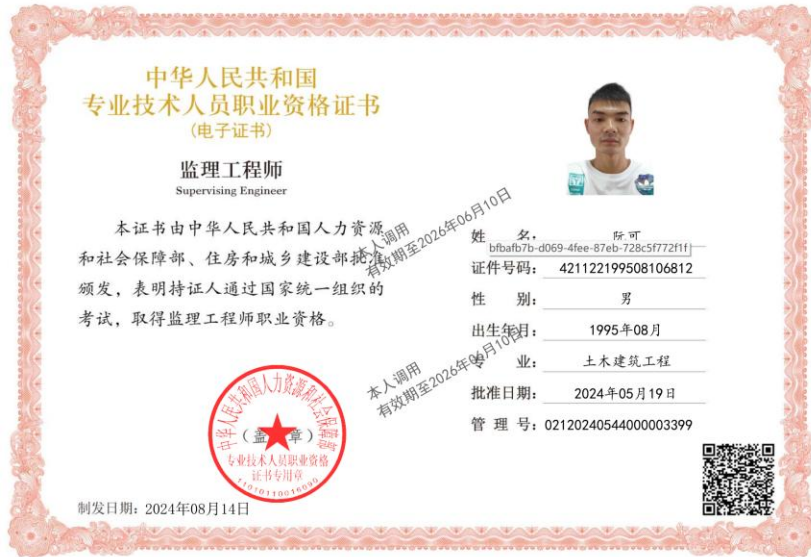 中华人民共和国
专业技术人员职业资格证书
(电子证书)
监理工程师
Supervising Engineer
本证书由中华人民共和国人力资源
和社会保障部、住房和城乡建设部批准
颁发，表明持证人通过国家统一组织的
考试，取得监理工程师职业资格。
本人调用
有效期至2026年06月10日
本人调用
有效期至2026年06月10日
姓 名：
阮可
bfbafb7b-d069-4fee-87eb-728c5f772f1f
证件号码： 421122199508106812
性 别： 男
出生年月： 1995年08月
专 业： 土木建筑工程
批准日期： 2024年05月19日
管 理 号：02120240544000003399
中华人民共和国人力资源和社会保障部
（盖章）
专业技术人员职业资格
证书专用章
制发日期：2024年08月14日